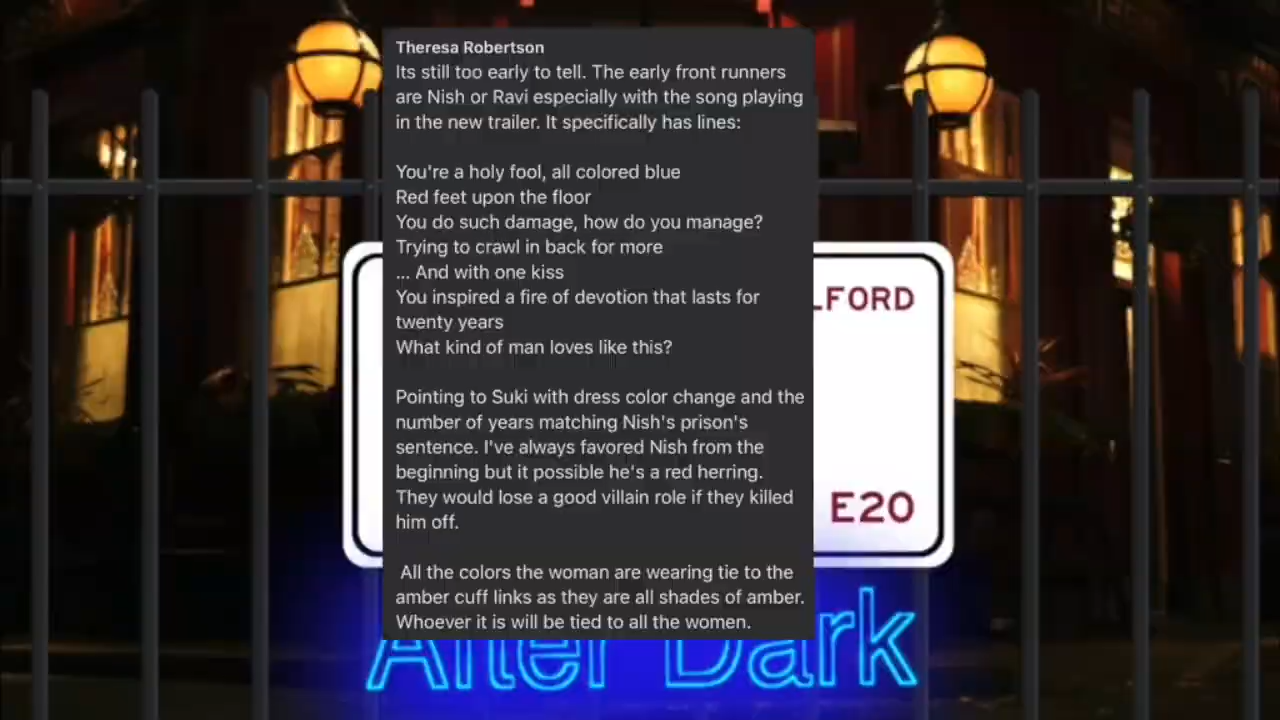 Theresa Robertson
Its still too early to tell. The early front runners
are Nish or Ravi especially with the song playing
in the new trailer. It specifically has lines:
You're a holy fool, all colored blue
Red feet upon the floor
You do such damage, how do you manage?
Trying to crawl in back for more
... And with one kiss
You inspired a fire of devotion that lasts for
twenty years
What kind of man loves like this?
Pointing to Suki with dress color change and the
number of years matching Nish's prison's
sentence. I've always favored Nish from the
beginning but it possible he's a red herring.
They would lose a good villain role if they killed
him off.
All the colors the woman are wearing tie to the
amber cuff links as they are all shades of amber.
Whoever it is will be tied to all the women.
LFORD
E20
After Dark